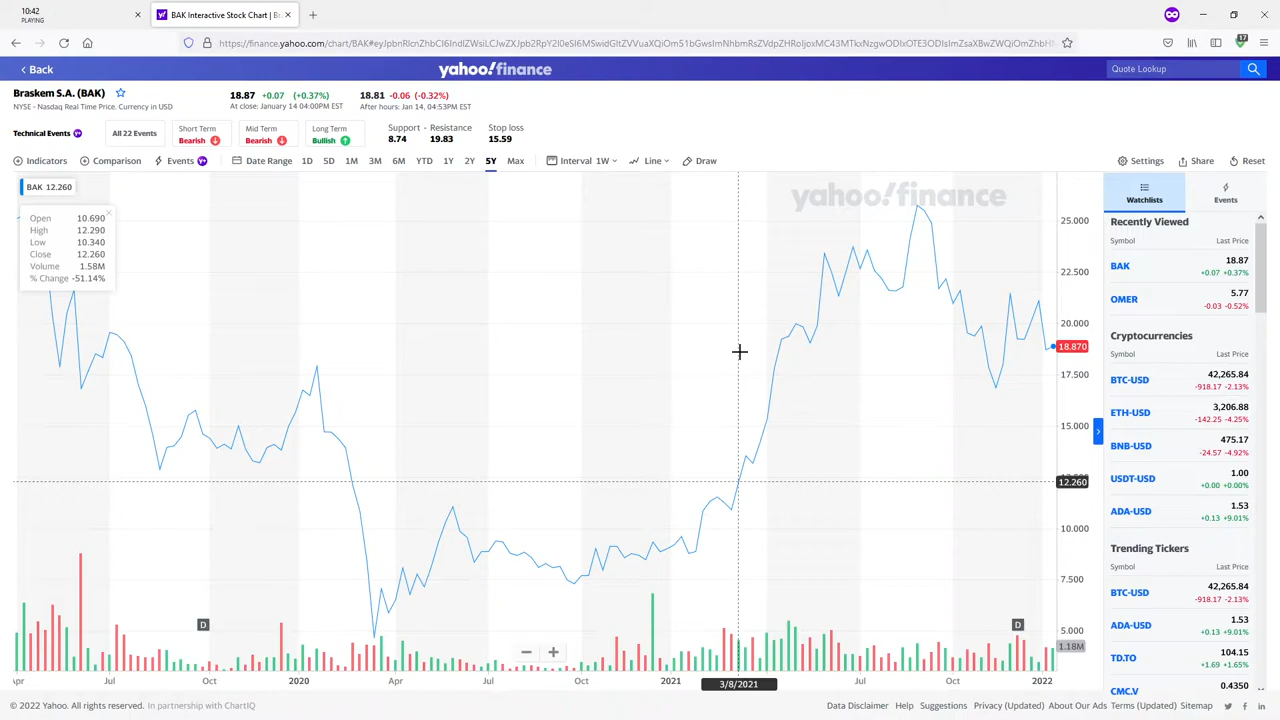 10:42
PLAYING
BAK Interactive Stock Chart | Br
https://finance.yahoo.com/chart/BAK#
17
Back
yahoo!finance
Quote Lookup
Braskem S.A. (BAK)
NYSE - Nasdaq Real Time Price. Currency in USD
18.87 +0.07 (+0.37%)
At close: January 14 04:00PM EST
18.81 -0.06 (-0.32%)
After hours: Jan 14, 04:53PM EST
Technical Events Y+
All 22 Events
Short Term
Bearish
Mid Term
Bearish
Long Term
Bullish
Support - Resistance
8.74 19.83
Stop loss
15.59
Indicators Comparison Events Y+ Date Range 1D 5D 1M 3M 6M YTD 1Y 2Y 5Y Max Interval 1W Line Draw Settings Share Reset
BAK 12.260
Open 10.690
High 12.290
Low 10.340
Close 12.260
Volume 1.58M
% Change -51.14%
yahoo!finance
25.000
22.500
20.000
18.870
17.500
15.000
12.260
10.000
7.500
5.000
1.18M
D
D
Jul Oct 2020 Apr Jul Oct 2021 3/8/2021 Jul Oct 2022
Watchlists
Events
Recently Viewed
Symbol Last Price
BAK 18.87
+0.07 +0.37%
OMER 5.77
-0.03 -0.52%
Cryptocurrencies
Symbol Last Price
BTC-USD 42,265.84
-918.17 -2.13%
ETH-USD 3,206.88
-142.25 -4.25%
BNB-USD 475.17
-24.57 -4.92%
USDT-USD 1.00
+0.00 +0.00%
ADA-USD 1.53
+0.13 +9.01%
Trending Tickers
Symbol Last Price
BTC-USD 42,265.84
-918.17 -2.13%
ADA-USD 1.53
+0.13 +9.01%
TD.TO 104.15
+1.69 +1.65%
CMC.V 0.4350
© 2022 Yahoo. All rights reserved. In partnership with ChartIQ
Data Disclaimer Help Suggestions Privacy (Updated) About Our Ads Terms (Updated) Sitemap